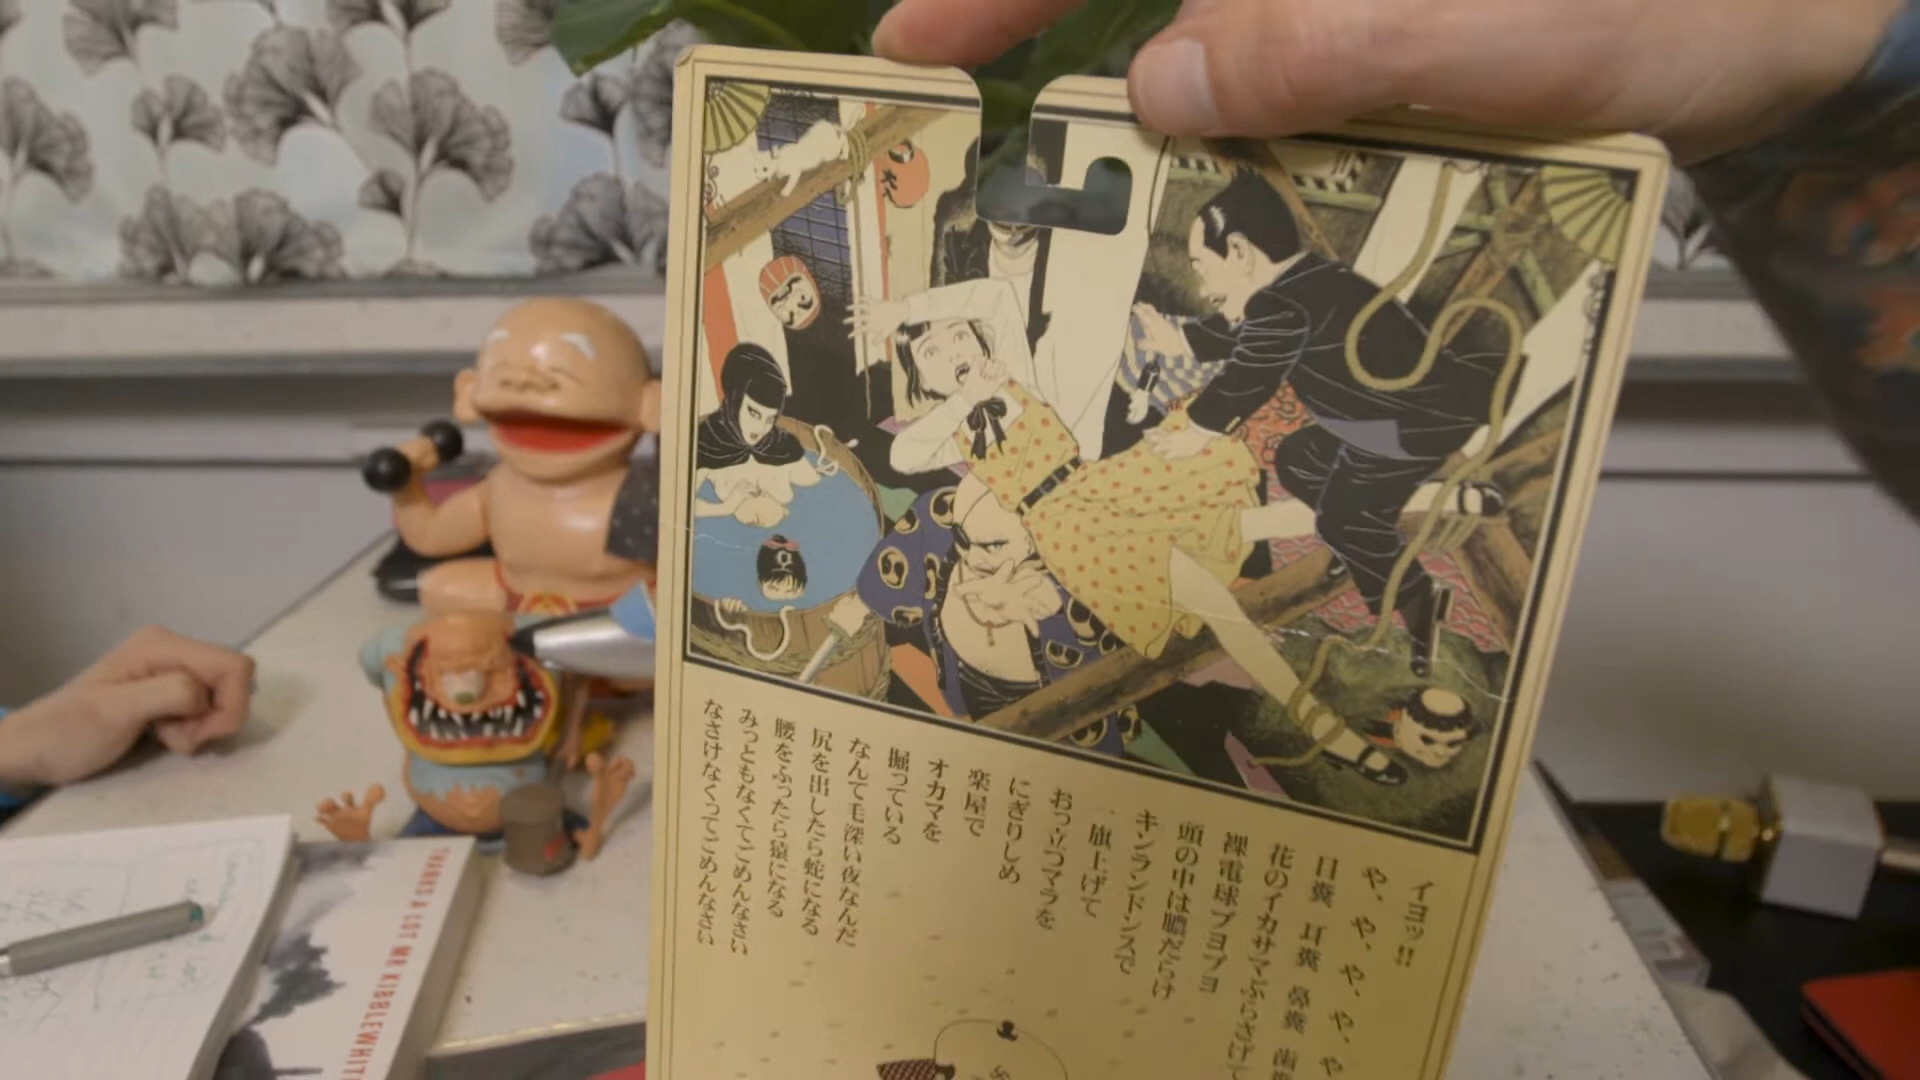 イヨッ!!
や、や、や、や、や
目糞 耳糞 鼻糞 歯糞
花のイカサマぶらさげて
裸電球ブヨブヨ
頭の中は膿だらけ
キンランドンスで
一旗上げて
おっ立つマラを
にぎりしめ
楽屋で
オカマを
掘っている
なんて毛深い夜なんだ
尻を出したら蛇になる
腰をふったら猿になる
みっともなくてごめんなさい
なさけなくってごめんなさい
THANKS A LOT MR KIBBLEWHITE